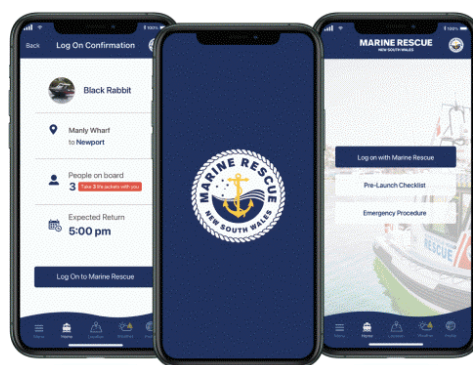 Back
Log On Confirmation
Black Rabbit
Manly Wharf
to Newport
People on board
3
Take 3 life jackets with you
Expected Return
5:00 pm
Log On to Marine Rescue
Menu
Home
Location
Weather
MARINE RESCUE
NEW SOUTH WALES
MARINE RESCUE
NEW SOUTH WALES
Log on with Marine Rescue
Pre-Launch Checklist
Emergency Procedure
RESCUE
Menu
Home
Location
Weather
Profile